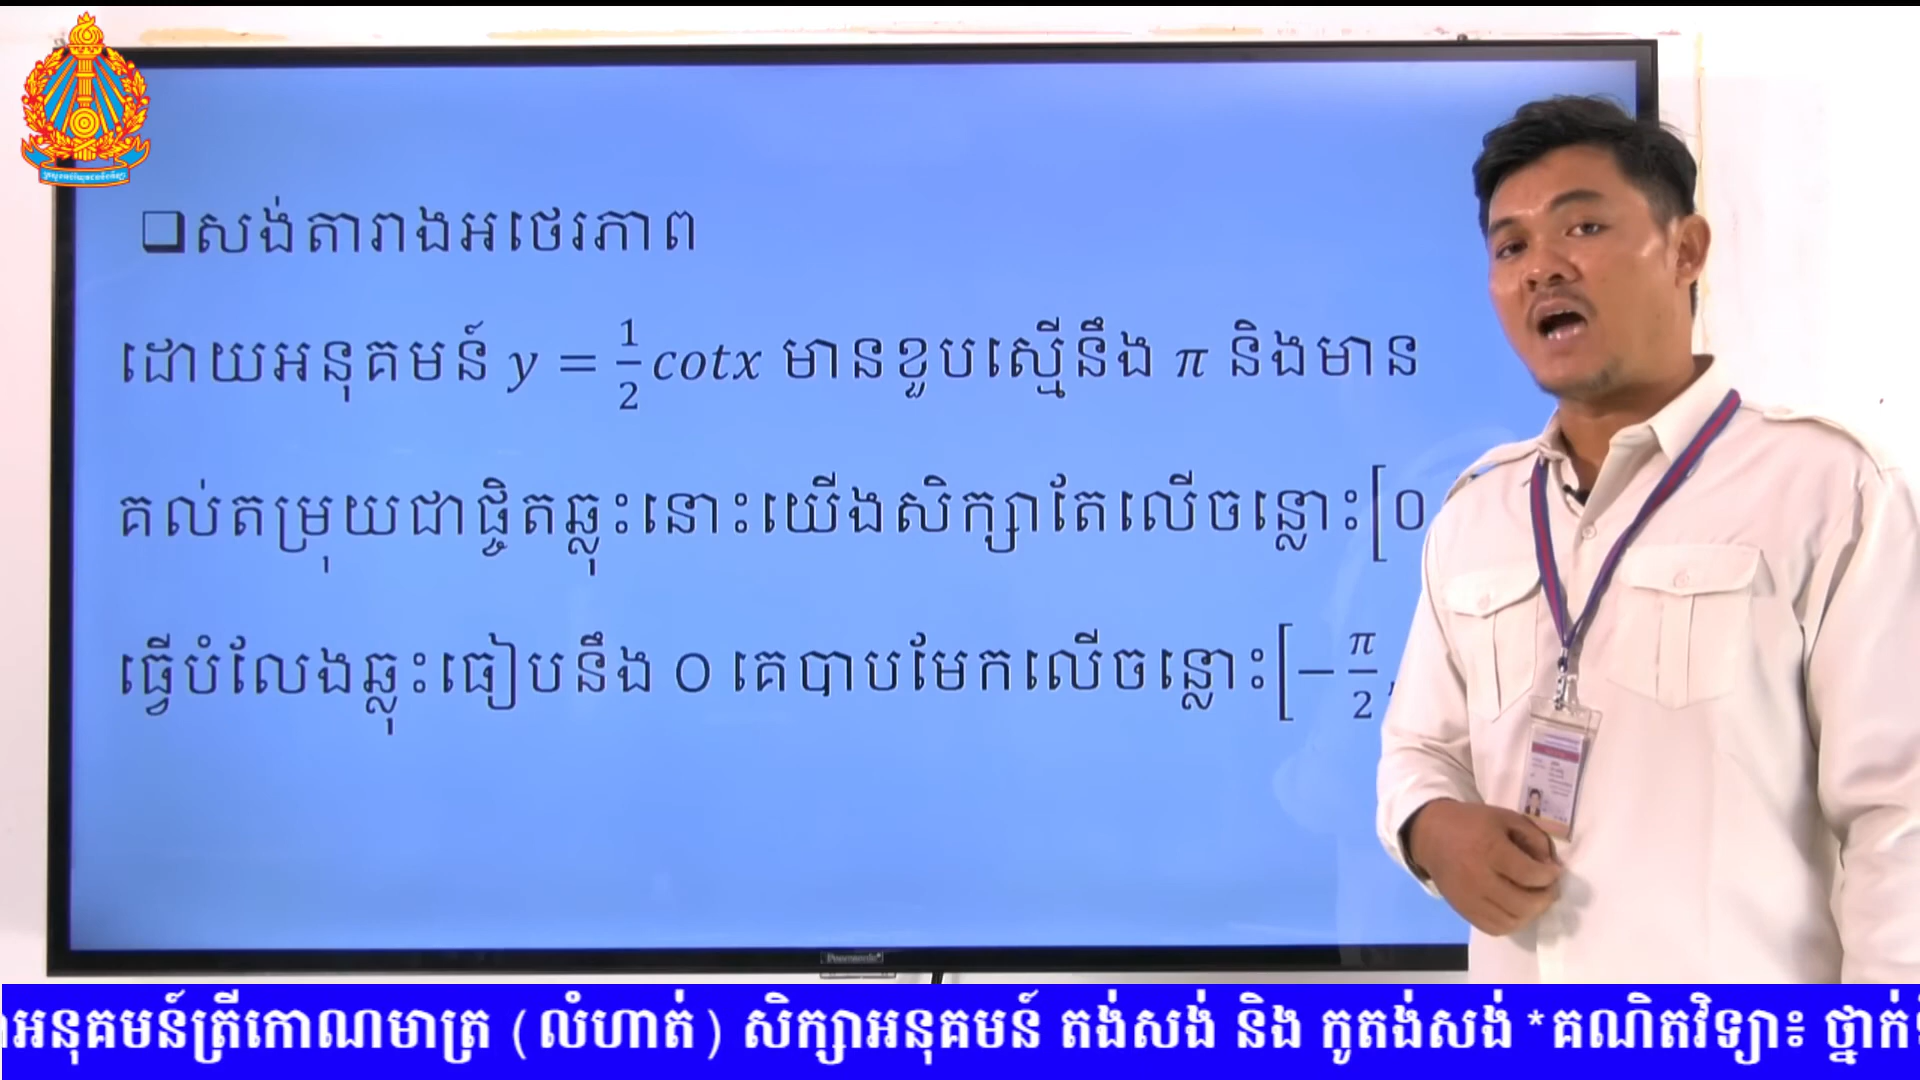 ❑សង់តារាងអថេរភាព
ដោយអនុគមន៍ y = \frac{1}{2}cotx មានខួបស្មើនឹង π និងមាន
គល់តម្រុយជាផ្ចិតឆ្លុះនោះយើងសិក្សាតែលើចន្លោះ[០
ធ្វើបំលែងឆ្លុះធៀបនឹង ០ គេបាបមែកលើចន្លោះ[−\frac{π}{2},
អនុគមន៍ត្រីកោណមាត្រ (លំហាត់) សិក្សាអនុគមន៍ តង់សង់ និង កូតង់សង់ *គណិតវិទ្យា៖ ថ្នាក់